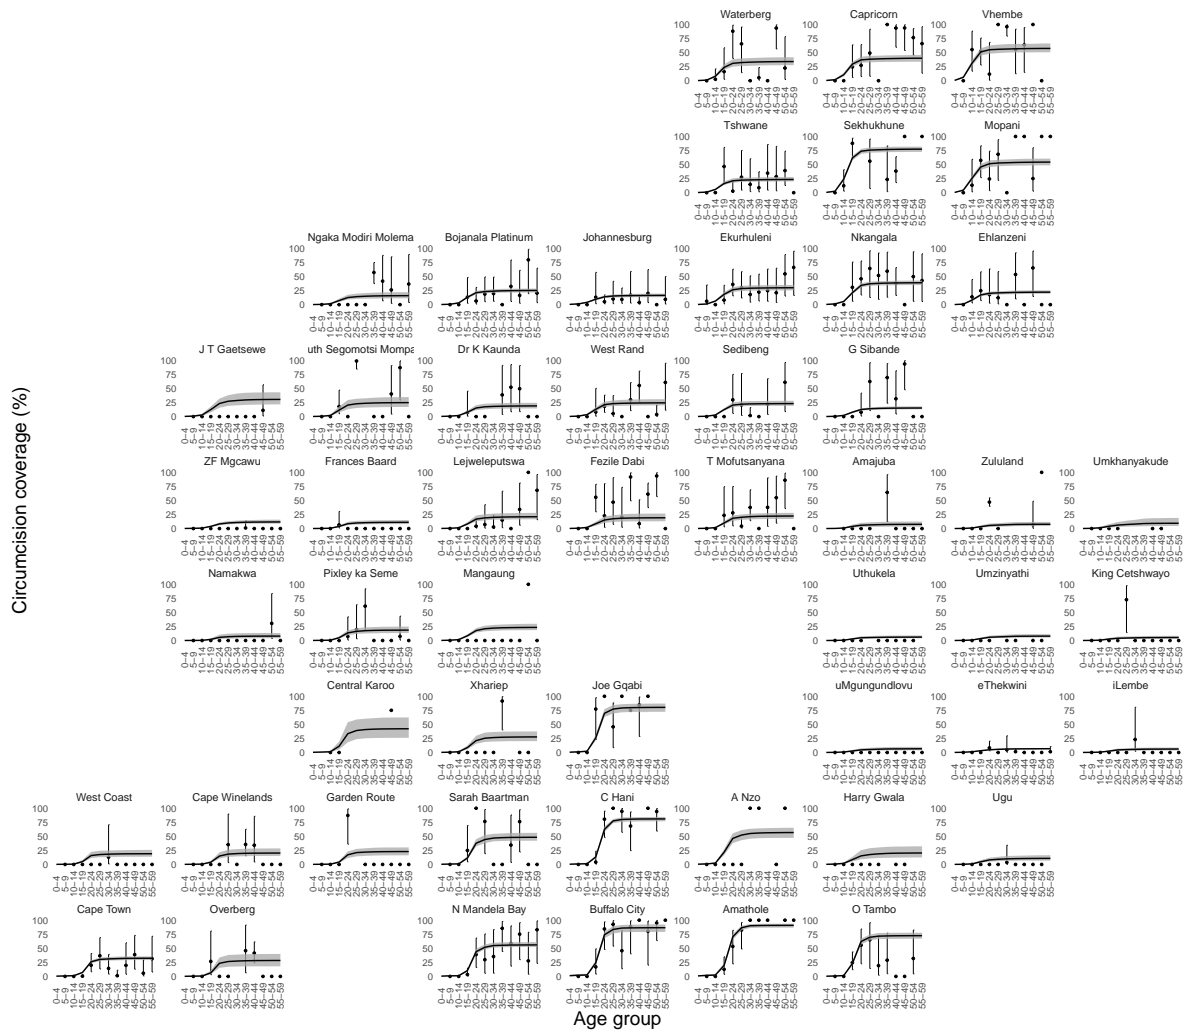 Circumcision coverage (%)
Waterberg
Capricorn
Vhembe
Tshwane
Sekhukhune
Mopani
Ngaka Modiri Molema
Bojanala Platinum
Johannesburg
Ekurhuleni
Nkangala
Ehlanzeni
J T Gaetsewe
uth Segomotsi Mompa
Dr K Kaunda
West Rand
Sedibeng
G Sibande
ZF Mgcawu
Frances Baard
Lejweleputswa
Fezile Dabi
T Mofutsanyana
Amajuba
Zululand
Umkhanyakude
Namakwa
Pixley ka Seme
Mangaung
Uthukela
Umzinyathi
King Cetshwayo
Central Karoo
Xhariep
Joe Gqabi
uMgungundlovu
eThekwini
iLembe
West Coast
Cape Winelands
Garden Route
Sarah Baartman
C Hani
A Nzo
Harry Gwala
Ugu
Cape Town
Overberg
N Mandela Bay
Buffalo City
Amathole
O Tambo
100
75
50
25
0
0–4
5–9
10–14
15–19
20–24
25–29
30–34
35–39
40–44
45–49
50–54
55–59
Age group